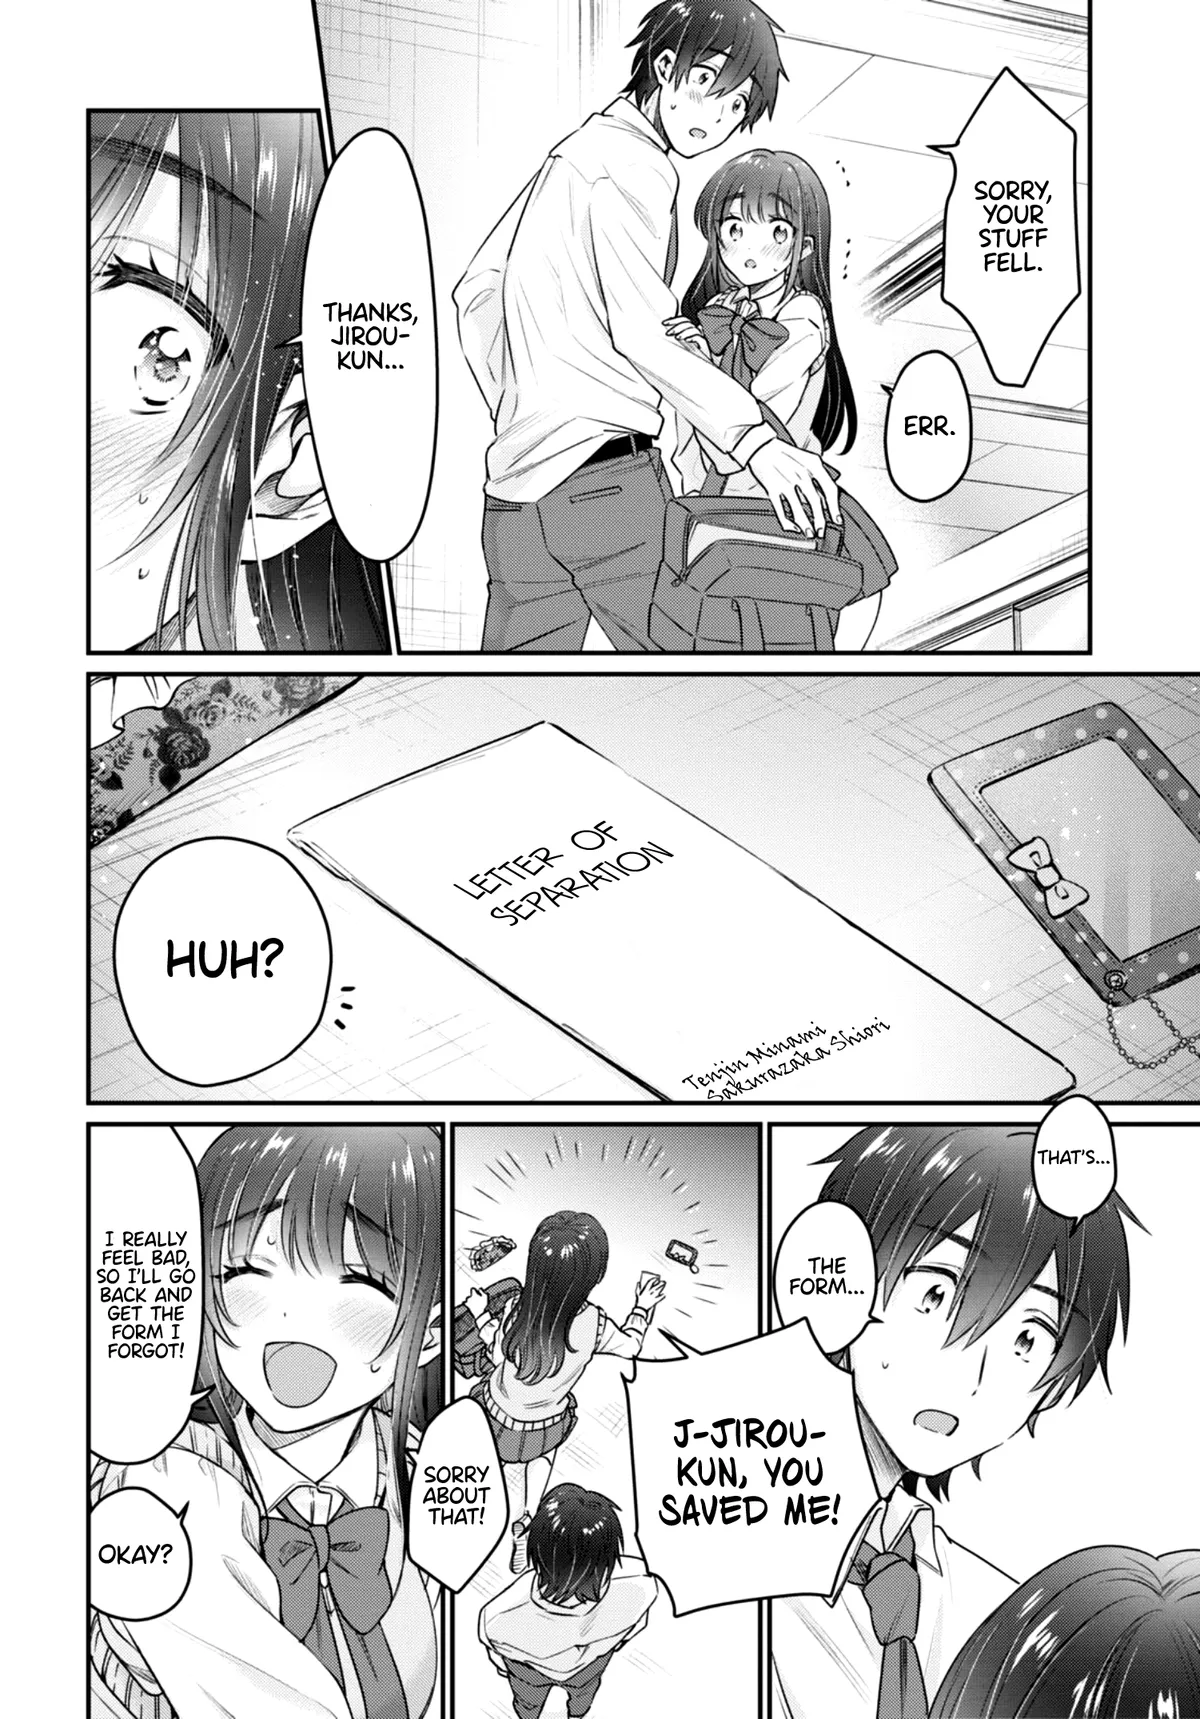 SORRY,
YOUR
STUFF
FELL.
ERR.
THANKS,
JIROU-
KUN...
LETTER OF
SEPARATION
Tenjin Minami
Sakurazaka Shiori
HUH?
THAT'S...
THE
FORM...
J-JIROU-
KUN, YOU
SAVED ME!
SORRY
ABOUT
THAT!
I REALLY
FEEL BAD,
SO I'LL GO
BACK AND
GET THE
FORM I
FORGOT!
OKAY?